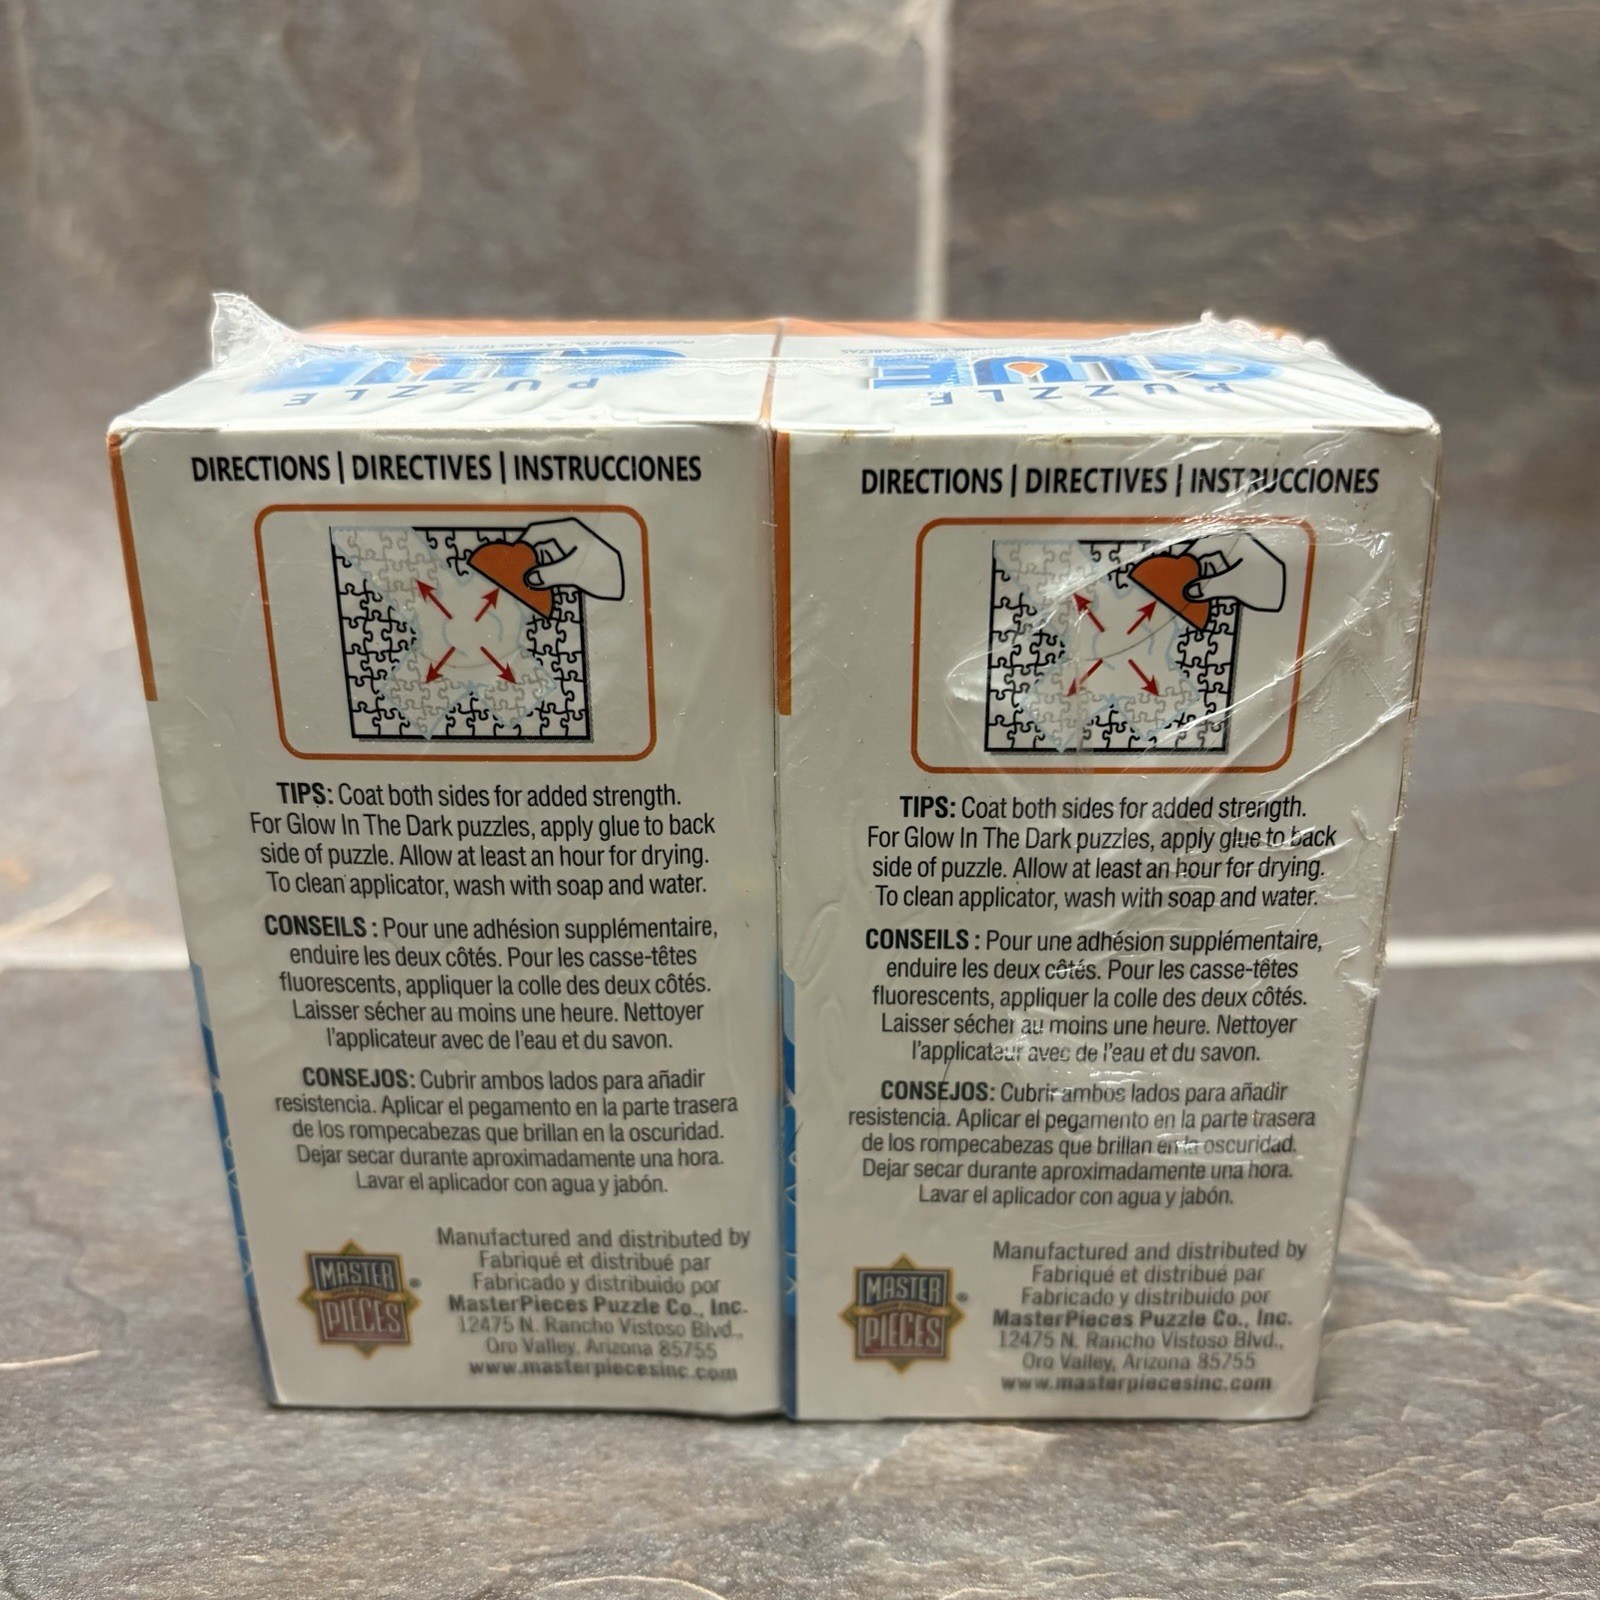 PUZZLE
GLUE
PUZZLE
GLUE
DIRECTIONS | DIRECTIVES | INSTRUCCIONES
TIPS: Coat both sides for added strength.
For Glow In The Dark puzzles, apply glue to back
side of puzzle. Allow at least an hour for drying.
To clean applicator, wash with soap and water.
CONSEILS : Pour une adhésion supplémentaire,
enduire les deux côtés. Pour les casse-têtes
fluorescents, appliquer la colle des deux côtés.
Laisser sécher au moins une heure. Nettoyer
l'applicateur avec de l'eau et du savon.
CONSEJOS: Cubrir ambos lados para añadir
resistencia. Aplicar el pegamento en la parte trasera
de los rompecabezas que brillan en la oscuridad.
Dejar secar durante aproximadamente una hora.
Lavar el aplicador con agua y jabón.
MASTER
PIECES
®
Manufactured and distributed by
Fabriqué et distribué par
Fabricado y distribuido por
MasterPieces Puzzle Co., Inc.
12475 N. Rancho Vistoso Blvd.,
Oro Valley, Arizona 85755
www.masterpiecesinc.com
DIRECTIONS | DIRECTIVES | INSTRUCCIONES
TIPS: Coat both sides for added strength.
For Glow In The Dark puzzles, apply glue to back
side of puzzle. Allow at least an hour for drying.
To clean applicator, wash with soap and water.
CONSEILS : Pour une adhésion supplémentaire,
enduire les deux côtés. Pour les casse-têtes
fluorescents, appliquer la colle des deux côtés.
Laisser sécher au moins une heure. Nettoyer
l'applicateur avec de l'eau et du savon.
CONSEJOS: Cubrir ambos lados para añadir
resistencia. Aplicar el pegamento en la parte trasera
de los rompecabezas que brillan en la oscuridad.
Dejar secar durante aproximadamente una hora.
Lavar el aplicador con agua y jabón.
MASTER
PIECES
®
Manufactured and distributed by
Fabriqué et distribué par
Fabricado y distribuido por
MasterPieces Puzzle Co., Inc.
12475 N. Rancho Vistoso Blvd.,
Oro Valley, Arizona 85755
www.masterpiecesinc.com